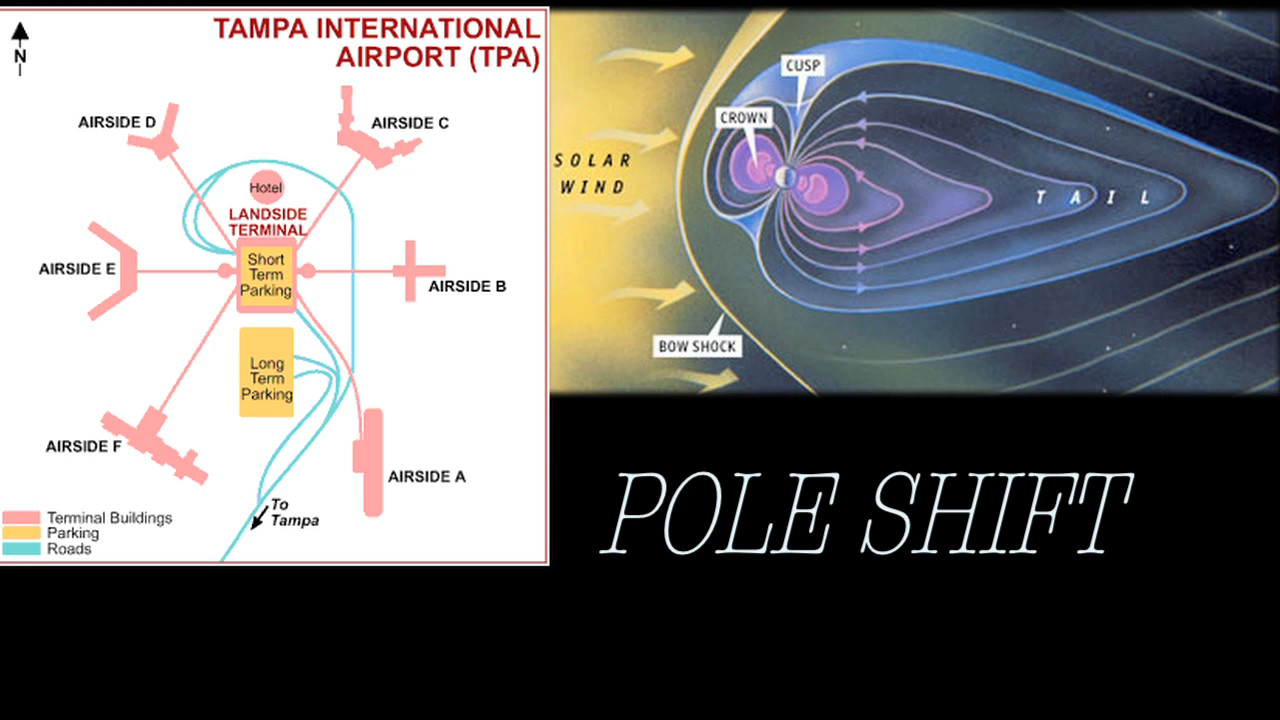 TAMPA INTERNATIONAL
AIRPORT (TPA)
N
AIRSIDE D
AIRSIDE C
Hotel
LANDSIDE
TERMINAL
AIRSIDE E
Short
Term
Parking
AIRSIDE B
Long
Term
Parking
AIRSIDE F
AIRSIDE A
To
Tampa
Terminal Buildings
Parking
Roads
CUSP
CROWN
SOLAR
WIND
TAIL
BOW SHOCK
POLE SHIFT